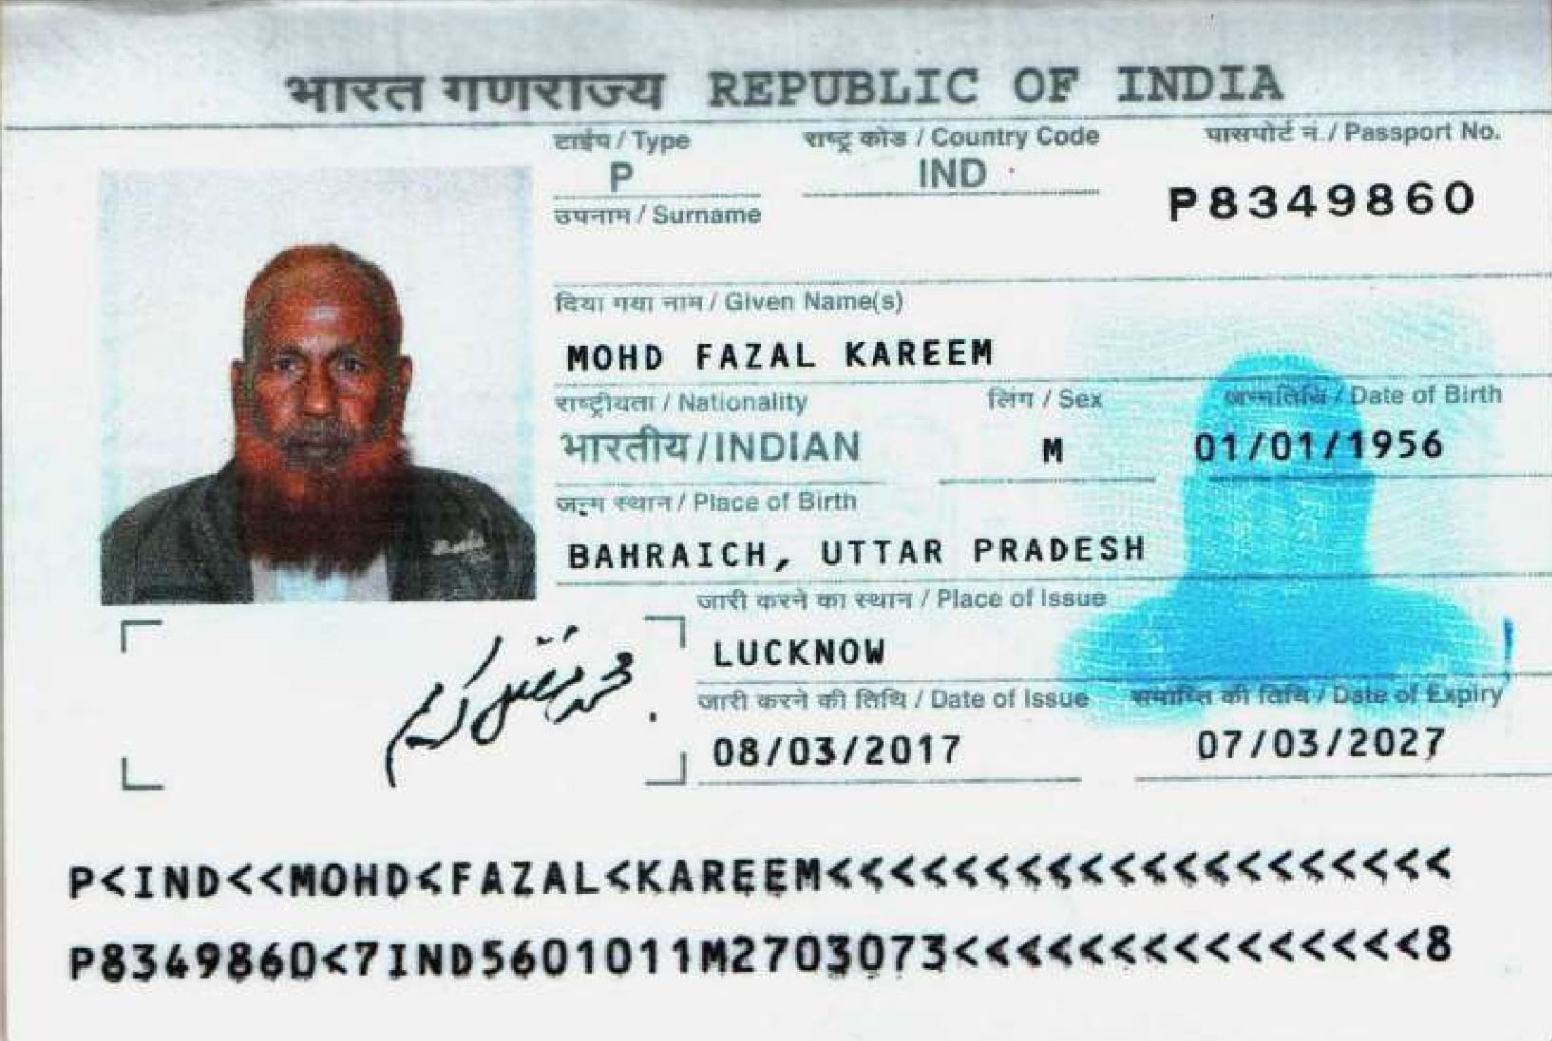 भारत गणराज्य REPUBLIC OF INDIA
टाईप / Type राष्ट्र कोड / Country Code पासपोर्ट नं. / Passport No.
P IND P8349860
उपनाम / Surname
दिया गया नाम / Given Name(s)
MOHD FAZAL KAREEM
राष्ट्रीयता / Nationality लिंग / Sex जन्मतिथि / Date of Birth
भारतीय/INDIAN M 01/01/1956
जन्म स्थान / Place of Birth
BAHRAICH, UTTAR PRADESH
जारी करने का स्थान / Place of Issue
LUCKNOW
जारी करने की तिथि / Date of Issue समाप्ति की तिथि / Date of Expiry
08/03/2017 07/03/2027
P<IND<<MOHD<FAZAL<KAREEM<<<<<<<<<<<<<<<<<<<<
P8349860<7IND5601011M2703073<<<<<<<<<<<<<<<8